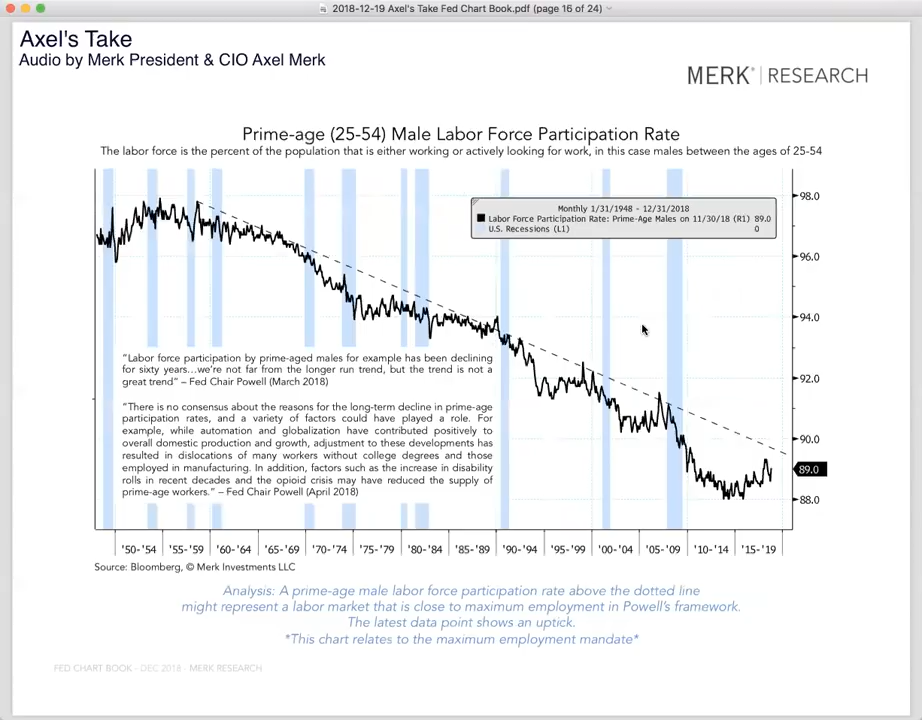 2018-12-19 Axel's Take Fed Chart Book.pdf (page 16 of 24)
Axel's Take
Audio by Merk President & CIO Axel Merk
MERK® | RESEARCH
Prime-age (25-54) Male Labor Force Participation Rate
The labor force is the percent of the population that is either working or actively looking for work, in this case males between the ages of 25-54
Monthly 1/31/1948 - 12/31/2018
Labor Force Participation Rate: Prime-Age Males on 11/30/18 (R1) 89.0
U.S. Recessions (L1) 0
98.0
96.0
94.0
92.0
90.0
89.0
88.0
"Labor force participation by prime-aged males for example has been declining
for sixty years...we're not far from the longer run trend, but the trend is not a
great trend" – Fed Chair Powell (March 2018)
"There is no consensus about the reasons for the long-term decline in prime-age
participation rates, and a variety of factors could have played a role. For
example, while automation and globalization have contributed positively to
overall domestic production and growth, adjustment to these developments has
resulted in dislocations of many workers without college degrees and those
employed in manufacturing. In addition, factors such as the increase in disability
rolls in recent decades and the opioid crisis may have reduced the supply of
prime-age workers." – Fed Chair Powell (April 2018)
'50-'54 '55-'59 '60-'64 '65-'69 '70-'74 '75-'79 '80-'84 '85-'89 '90-'94 '95-'99 '00-'04 '05-'09 '10-'14 '15-'19
Source: Bloomberg, © Merk Investments LLC
Analysis: A prime-age male labor force participation rate above the dotted line
might represent a labor market that is close to maximum employment in Powell's framework.
The latest data point shows an uptick.
*This chart relates to the maximum employment mandate*
FED CHART BOOK - DEC 2018 - MERK RESEARCH